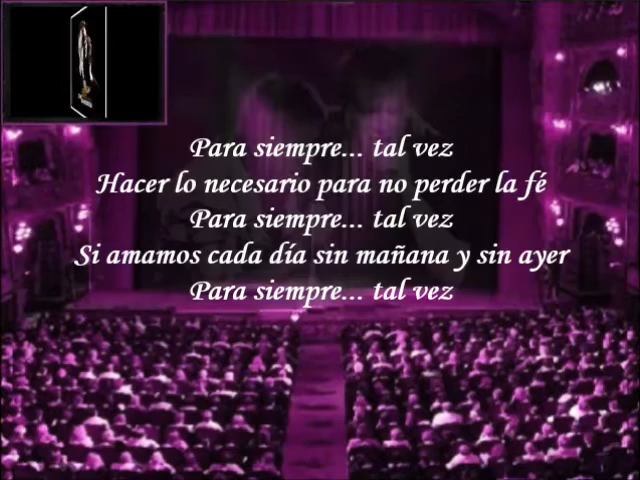 Para siempre... tal vez
Hacer lo necesario para no perder la fé
Para siempre... tal vez
Si amamos cada día sin mañana y sin ayer
Para siempre... tal vez